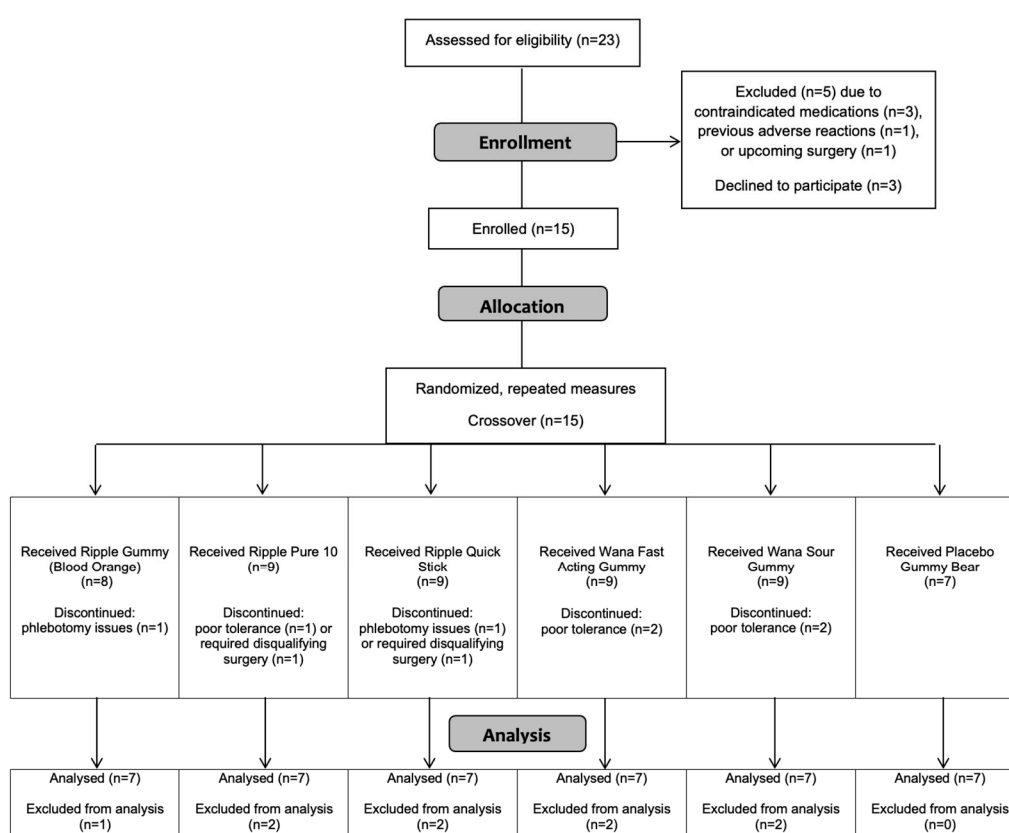 Assessed for eligibility (n=23)
Excluded (n=5) due to
contraindicated medications (n=3),
previous adverse reactions (n=1),
or upcoming surgery (n=1)
Declined to participate (n=3)
Enrollment
Enrolled (n=15)
Allocation
Randomized, repeated measures
Crossover (n=15)
Received Ripple Gummy
(Blood Orange)
(n=8)
Discontinued:
phlebotomy issues (n=1)
Received Ripple Pure 10
(n=9)
Discontinued:
poor tolerance (n=1) or
required disqualifying
surgery (n=1)
Received Ripple Quick
Stick
(n=9)
Discontinued:
phlebotomy issues (n=1)
or required disqualifying
surgery (n=1)
Received Wana Fast
Acting Gummy
(n=9)
Discontinued:
poor tolerance (n=2)
Received Wana Sour
Gummy
(n=9)
Discontinued:
poor tolerance (n=2)
Received Placebo
Gummy Bear
(n=7)
Analysis
Analysed (n=7)
Excluded from analysis
(n=1)
Analysed (n=7)
Excluded from analysis
(n=2)
Analysed (n=7)
Excluded from analysis
(n=2)
Analysed (n=7)
Excluded from analysis
(n=2)
Analysed (n=7)
Excluded from analysis
(n=2)
Analysed (n=7)
Excluded from analysis
(n=0)